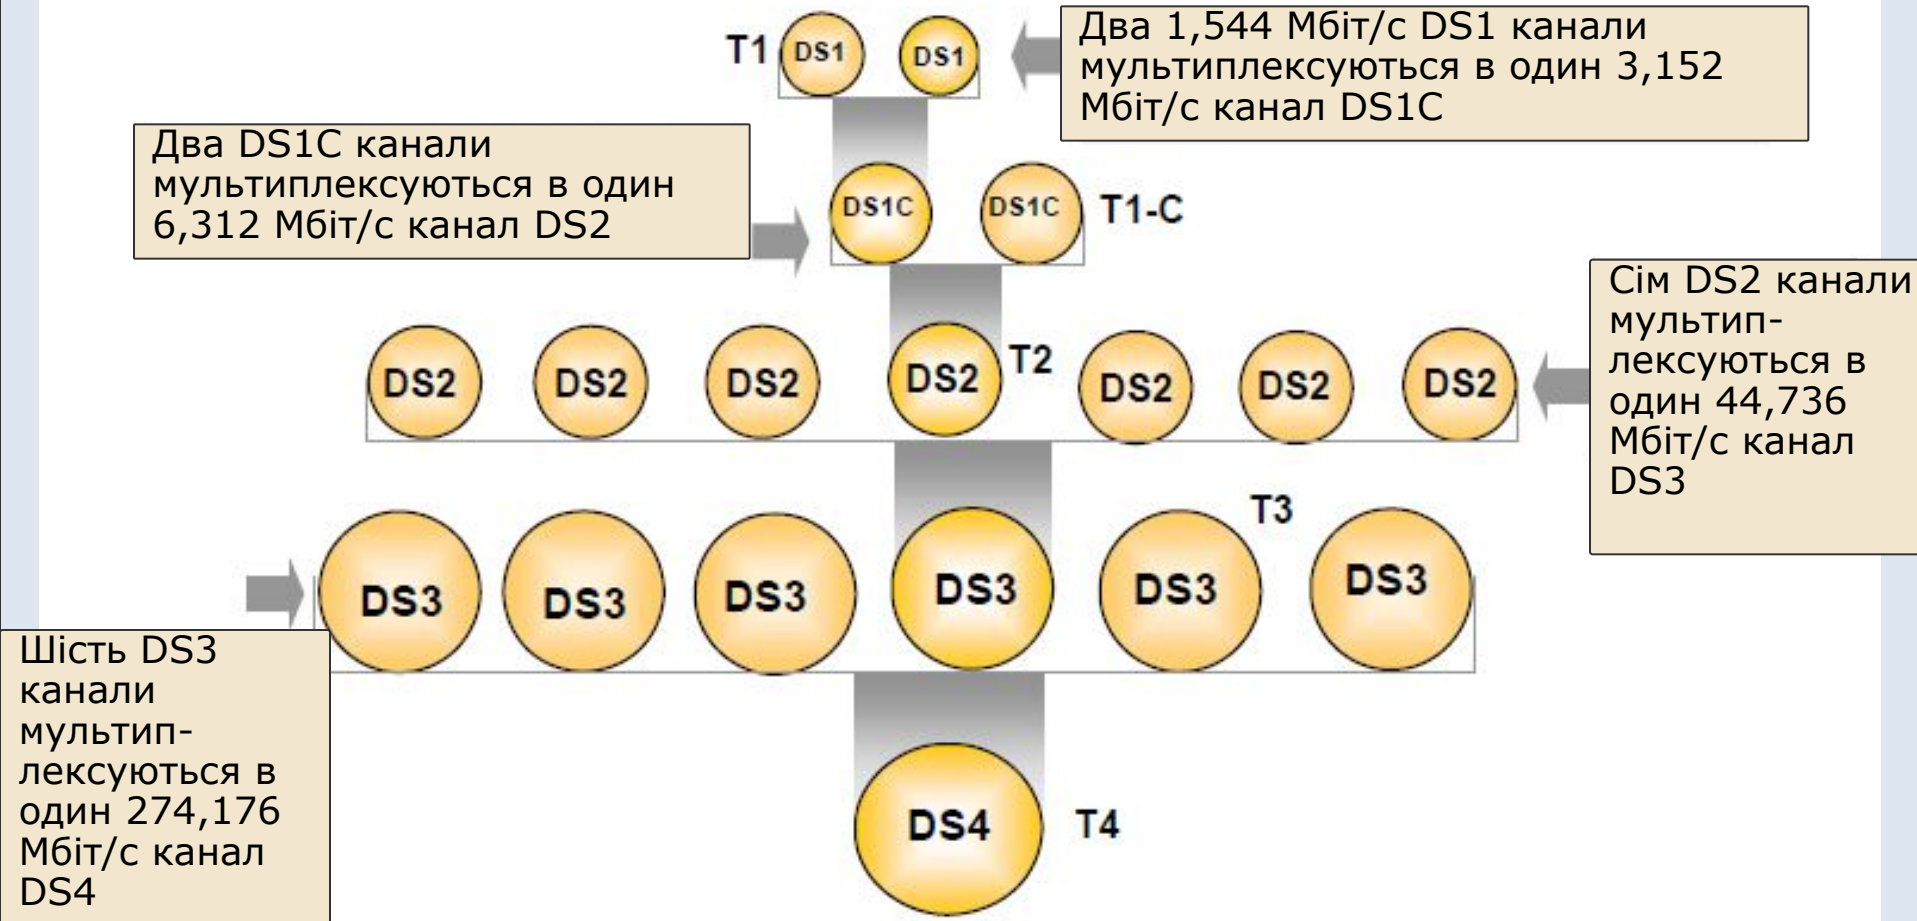 T1 DS1 DS1
Два 1,544 Мбіт/с DS1 канали
мультиплексуються в один 3,152
Мбіт/с канал DS1C
Два DS1C канали
мультиплексуються в один
6,312 Мбіт/с канал DS2
DS1C DS1C T1-C
Сім DS2 канали
мультип-
лексуються в
один 44,736
Мбіт/с канал
DS3
DS2 DS2 DS2 DS2 T2 DS2 DS2 DS2
T3
DS3 DS3 DS3 DS3 DS3 DS3
Шість DS3
канали
мультип-
лексуються в
один 274,176
Мбіт/с канал
DS4
DS4 T4